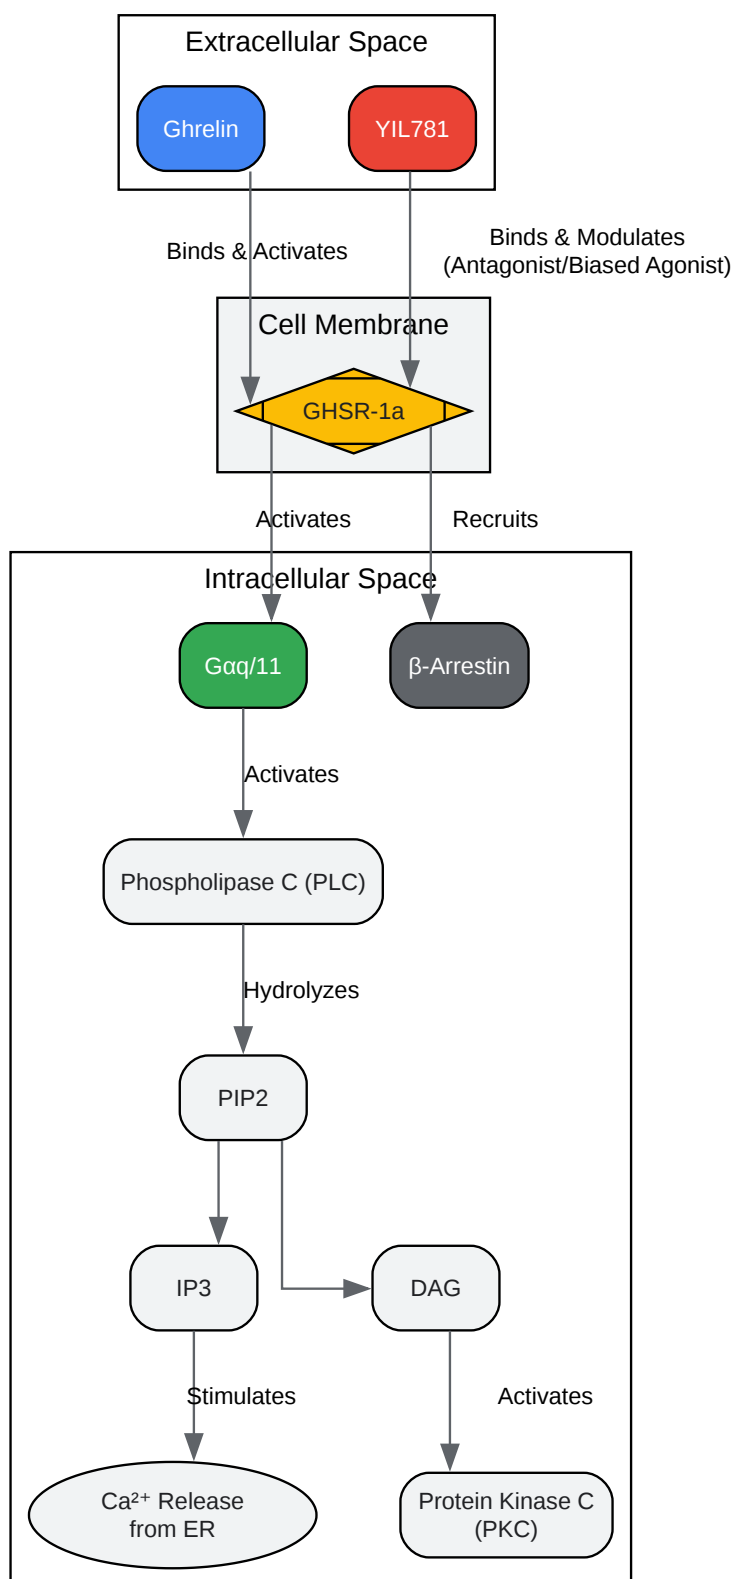 Extracellular Space
Ghrelin
YIL781
Binds & Activates
Binds & Modulates
(Antagonist/Biased Agonist)
Cell Membrane
GHSR-1a
Activates
Recruits
Intracellular Space
Gαq/11
β-Arrestin
Activates
Phospholipase C (PLC)
Hydrolyzes
PIP2
IP3
DAG
Stimulates
Activates
Ca²⁺ Release
from ER
Protein Kinase C
(PKC)